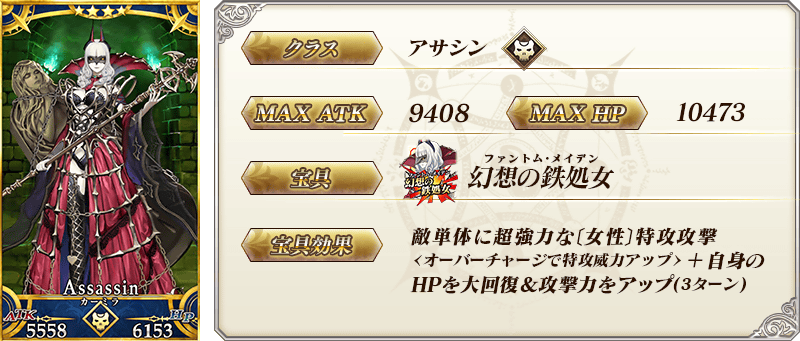 Assassin
カーミラ
ATK
HP
5558
6153
クラス
アサシン
MAX ATK
9408
MAX HP
10473
宝具
幻想の鉄処女
ファントム・メイデン
幻想の鉄処女
宝具効果
敵単体に超強力な〔女性〕特攻攻撃
<オーバーチャージで特攻威力アップ>＋自身の
HPを大回復＆攻撃力をアップ(3ターン)